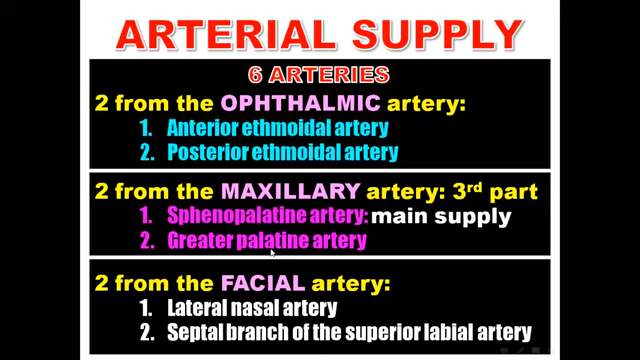 ARTERIAL SUPPLY
6 ARTERIES
2 from the OPHTHALMIC artery:
1. Anterior ethmoidal artery
2. Posterior ethmoidal artery
2 from the MAXILLARY artery: 3rd part
1. Sphenopalatine artery: main supply
2. Greater palatine artery
2 from the FACIAL artery:
1. Lateral nasal artery
2. Septal branch of the superior labial artery